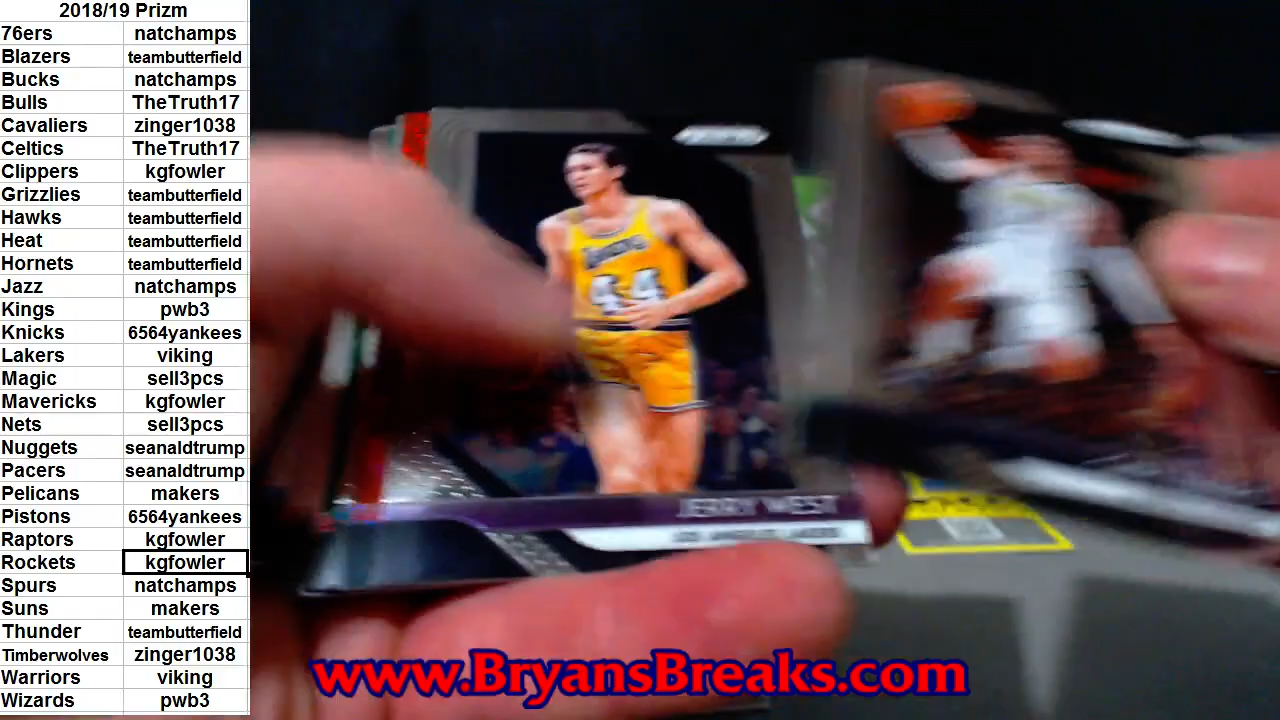 2018/19 Prizm
76ers natchamps
Blazers teambutterfield
Bucks natchamps
Bulls TheTruth17
Cavaliers zinger1038
Celtics TheTruth17
Clippers kgfowler
Grizzlies teambutterfield
Hawks teambutterfield
Heat teambutterfield
Hornets teambutterfield
Jazz natchamps
Kings pwb3
Knicks 6564yankees
Lakers viking
Magic sell3pcs
Mavericks kgfowler
Nets sell3pcs
Nuggets seanaldtrump
Pacers seanaldtrump
Pelicans makers
Pistons 6564yankees
Raptors kgfowler
Rockets kgfowler
Spurs natchamps
Suns makers
Thunder teambutterfield
Timberwolves zinger1038
Warriors viking
Wizards pwb3
44
JERRY WEST
www.BryansBreaks.com